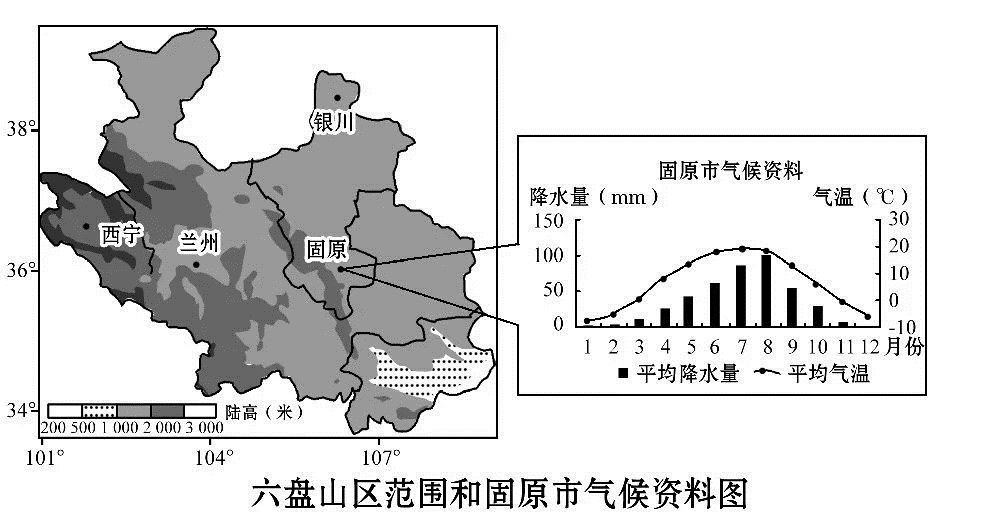 38°
36°
34°
101°
104°
107°
银川
西宁
兰州
固原
陆高（米）
200 500 1 000 2 000 3 000
固原市气候资料
降水量（mm）
气温（℃）
150
100
50
0
30
20
10
0
-10
1 2 3 4 5 6 7 8 9 10 11 12 月份
平均降水量 平均气温
六盘山区范围和固原市气候资料图